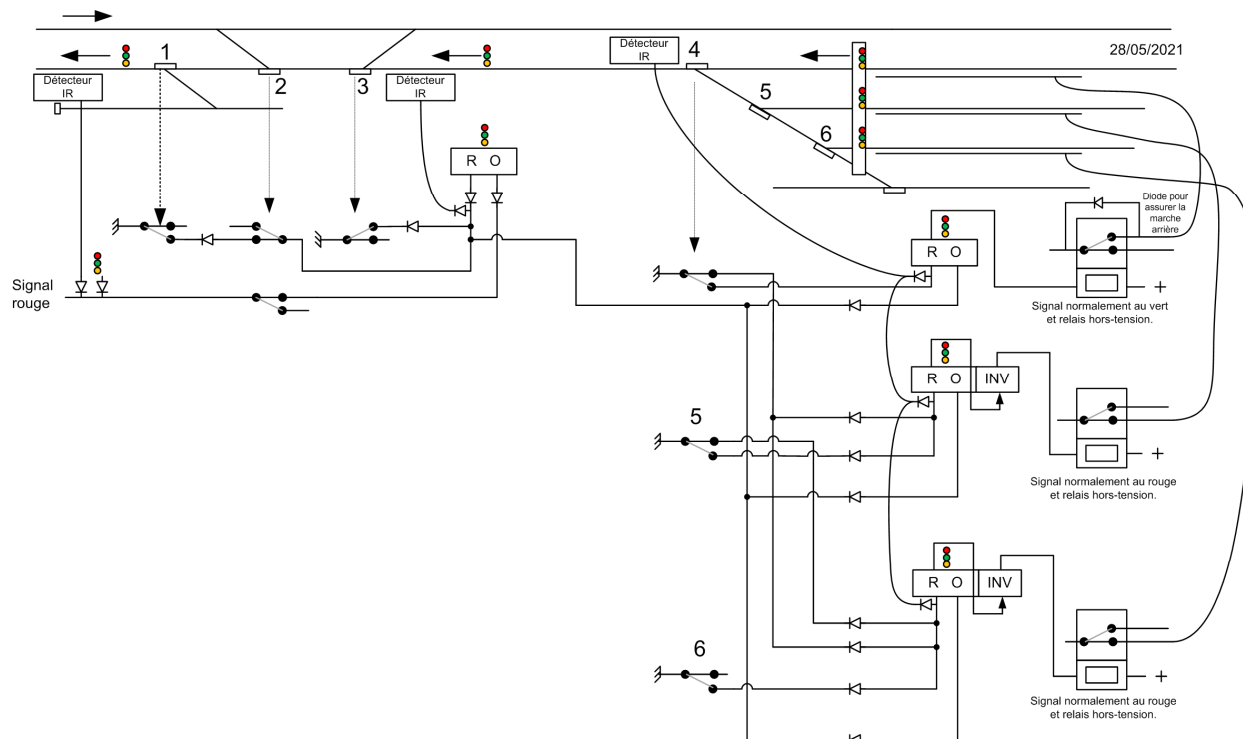 1
2
3
4
28/05/2021
Détecteur
IR
Détecteur
IR
Détecteur
IR
5
6
R O
Signal
rouge
R O
Diode pour
assurer la
marche
arrière
+
Signal normalement au vert
et relais hors-tension.
R O INV
5
+
Signal normalement au rouge
et relais hors-tension.
R O INV
6
+
Signal normalement au rouge
et relais hors-tension.